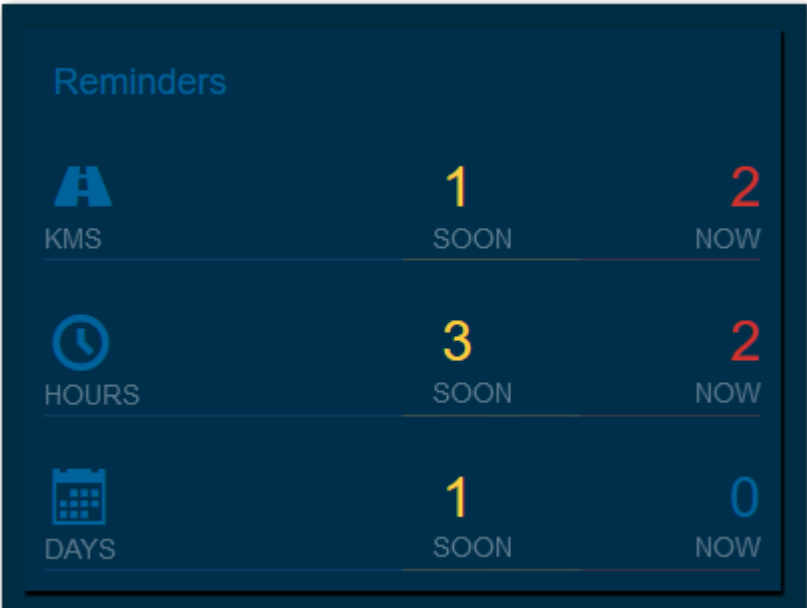 Reminders
1 2
KMS SOON NOW
3 2
HOURS SOON NOW
1 0
DAYS SOON NOW